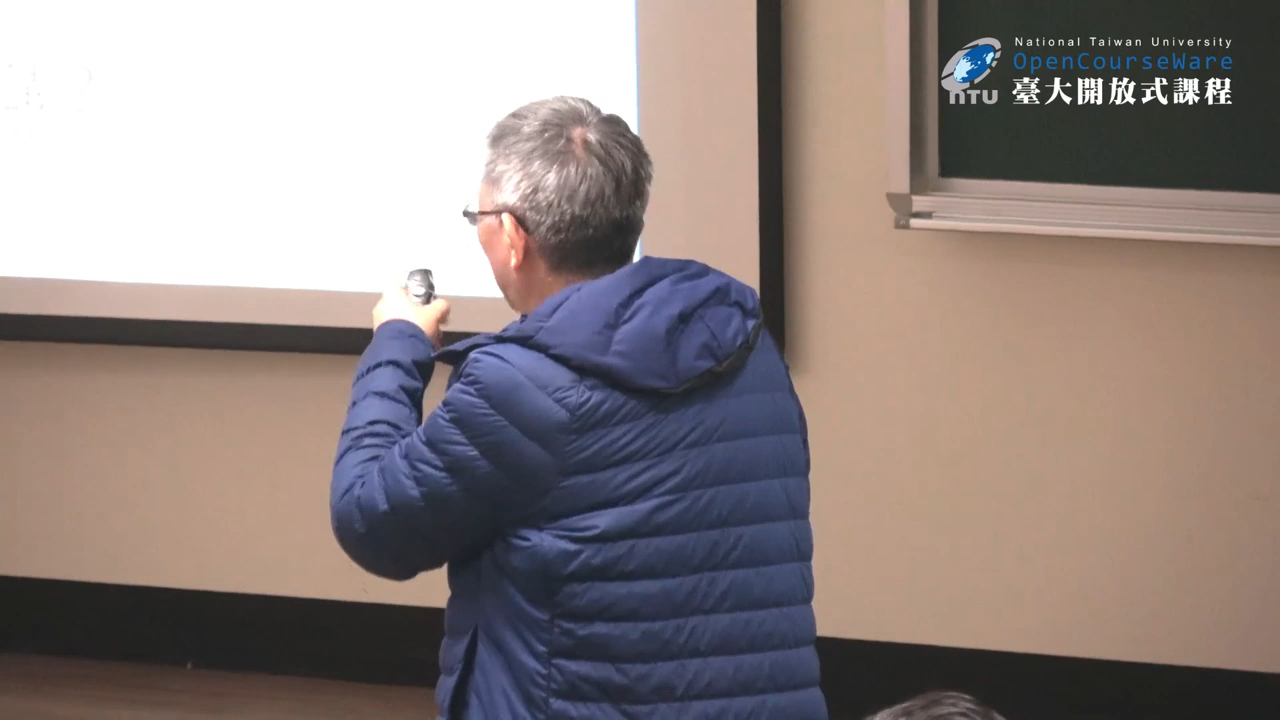 National Taiwan University
OpenCourseWare
NTU 臺大開放式課程